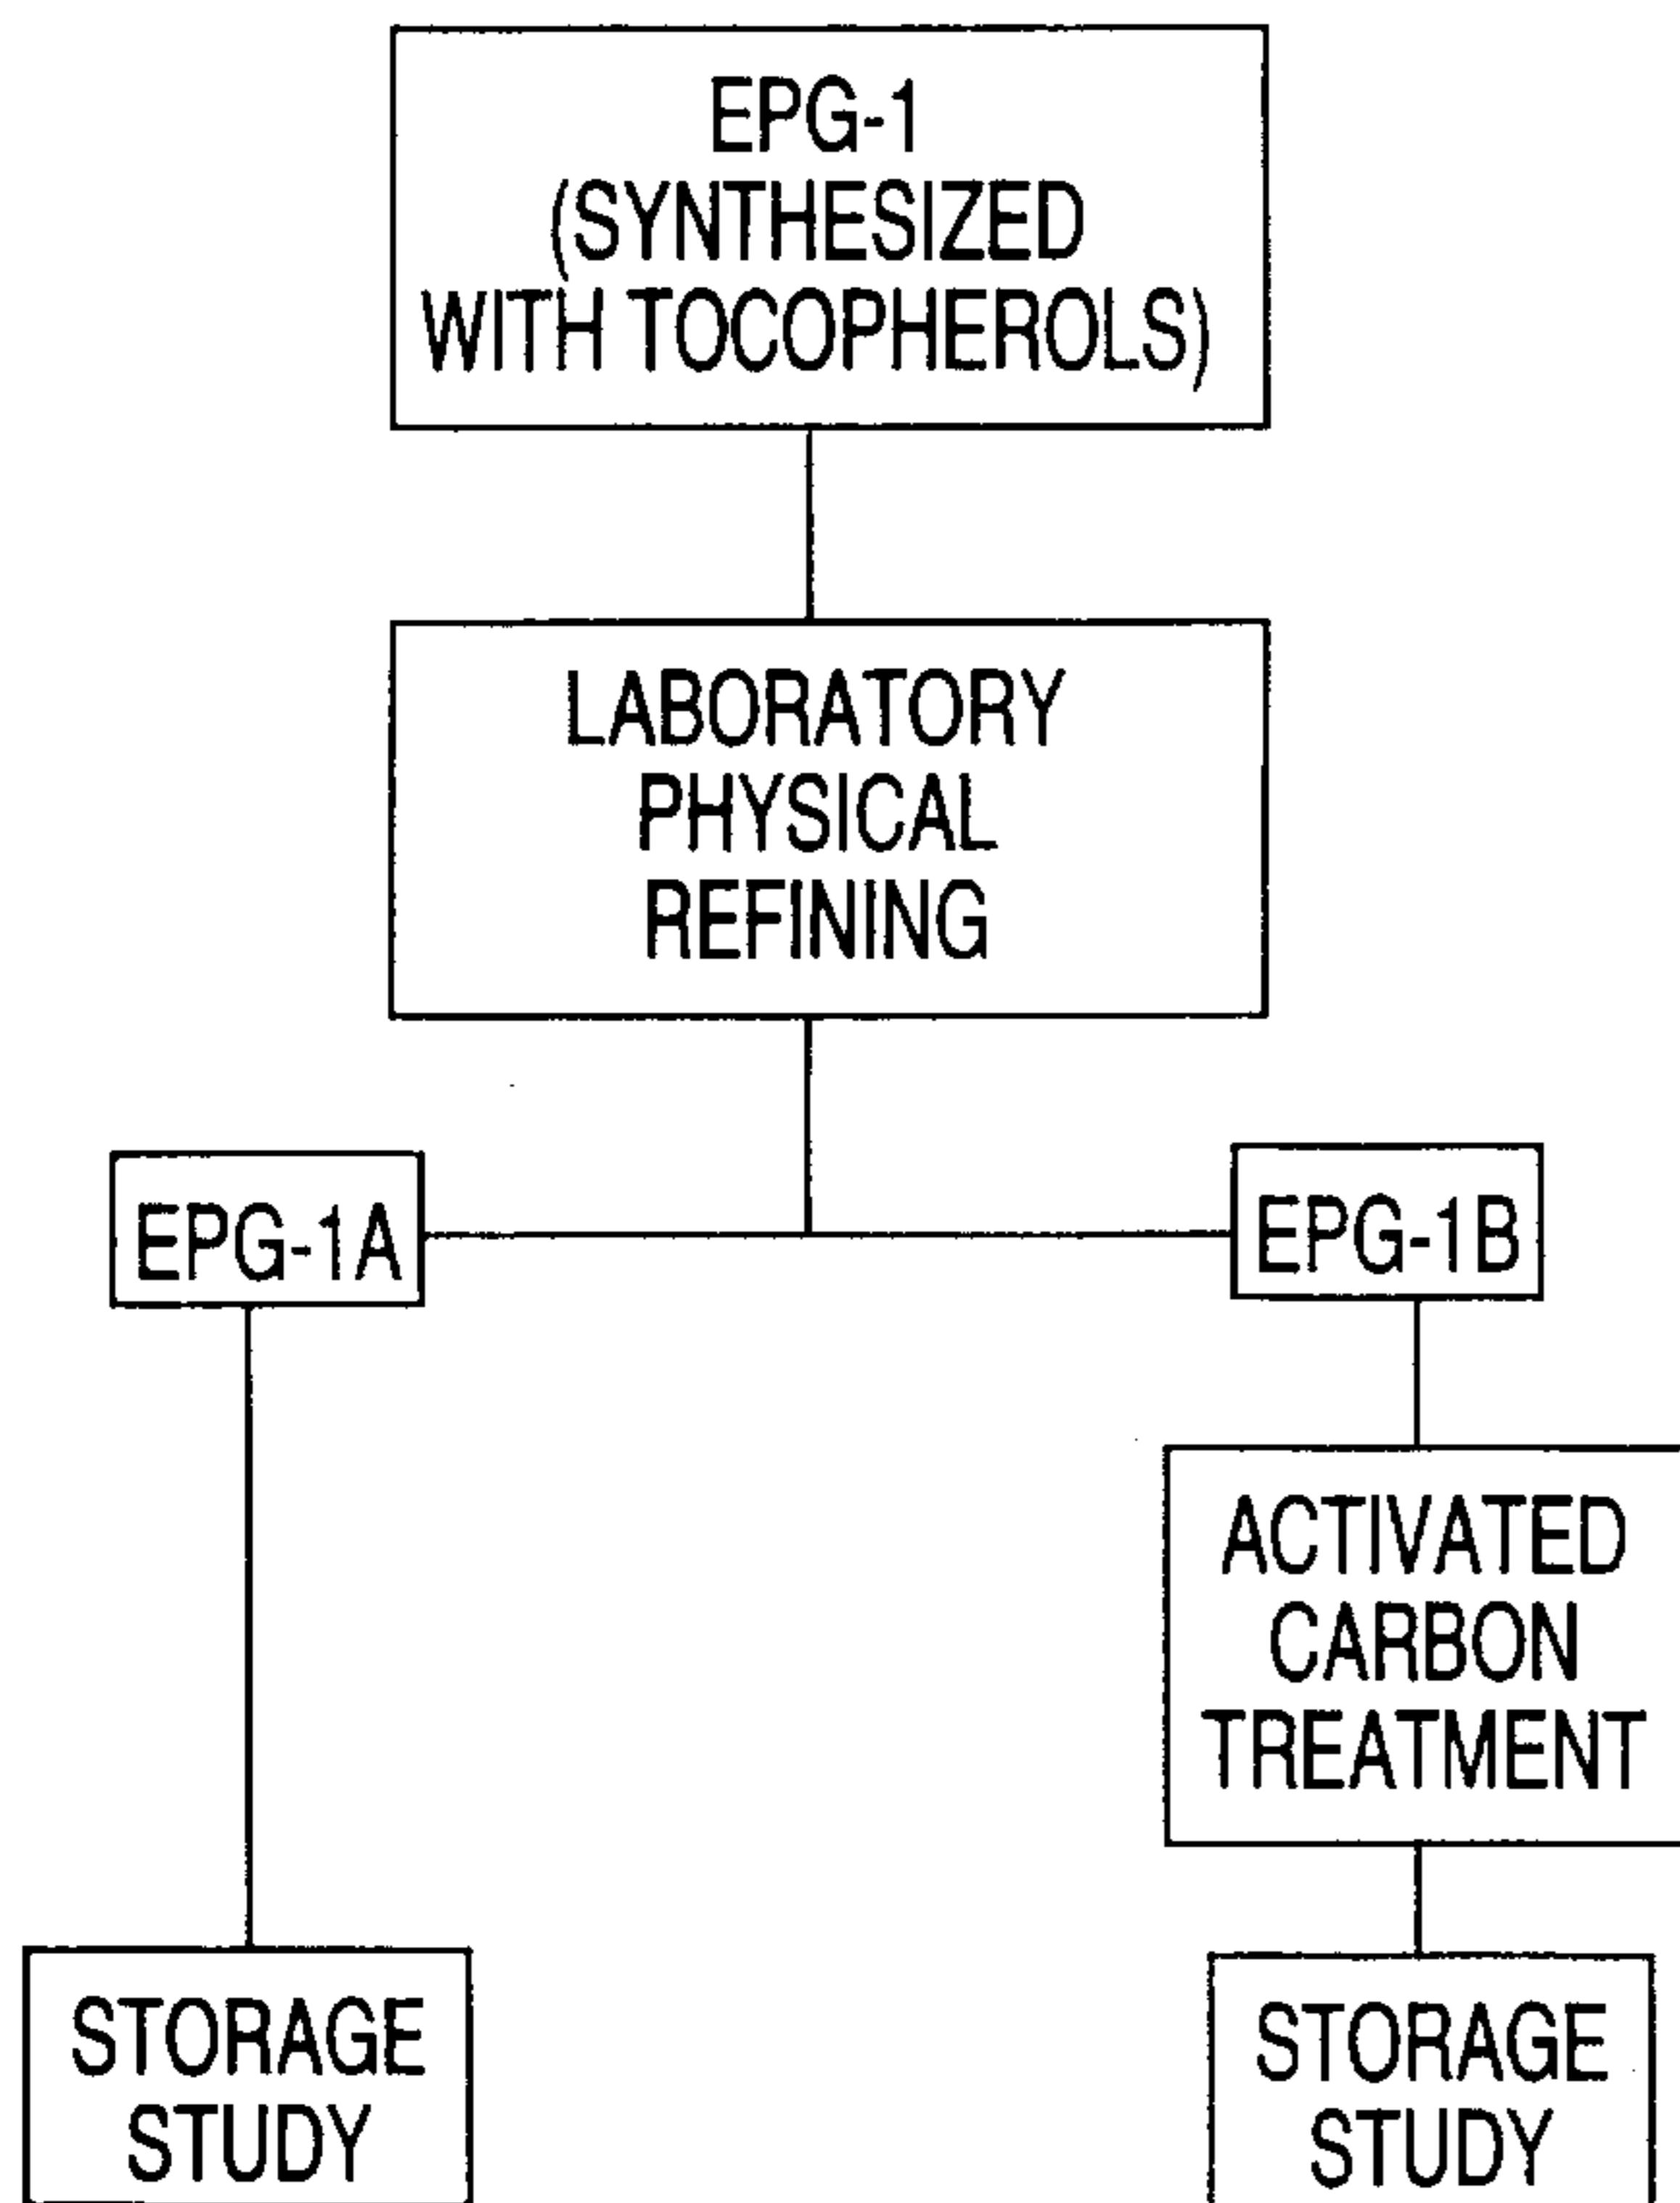 EPG-1
(SYNTHESIZED
WITH TOCOPHEROLS)
LABORATORY
PHYSICAL
REFINING
EPG-1A
EPG-1B
ACTIVATED
CARBON
TREATMENT
STORAGE
STUDY
STORAGE
STUDY